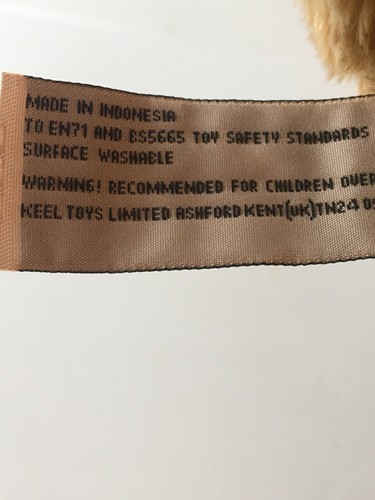 MADE IN INDONESIA
TO EN71 AND BS5665 TOY SAFETY STANDARDS
SURFACE WASHABLE
WARNING! RECOMMENDED FOR CHILDREN OVER
KEEL TOYS LIMITED ASHFORD KENT(UK)TN24